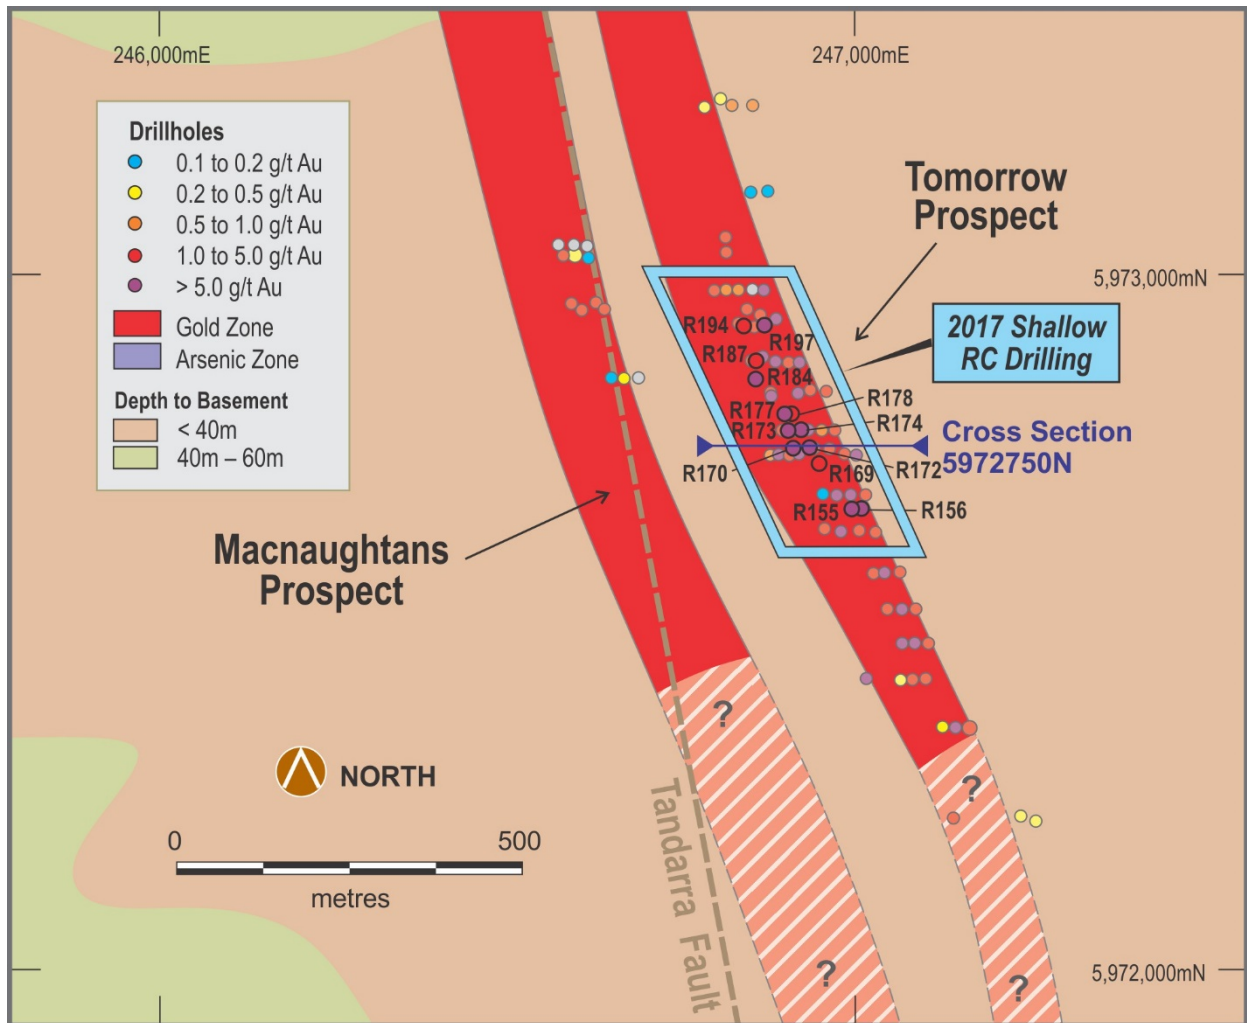 246,000mE
247,000mE
Drillholes
0.1 to 0.2 g/t Au
0.2 to 0.5 g/t Au
0.5 to 1.0 g/t Au
1.0 to 5.0 g/t Au
> 5.0 g/t Au
Gold Zone
Arsenic Zone
Depth to Basement
< 40m
40m – 60m
Tomorrow
Prospect
5,973,000mN
2017 Shallow
RC Drilling
R194
R197
R187
R184
R178
R177
R174
R173
Cross Section
5972750N
R170
R172
R169
R155
R156
Macnaughtans
Prospect
?
?
NORTH
Tandarra Fault
0
500
metres
5,972,000mN
?
?